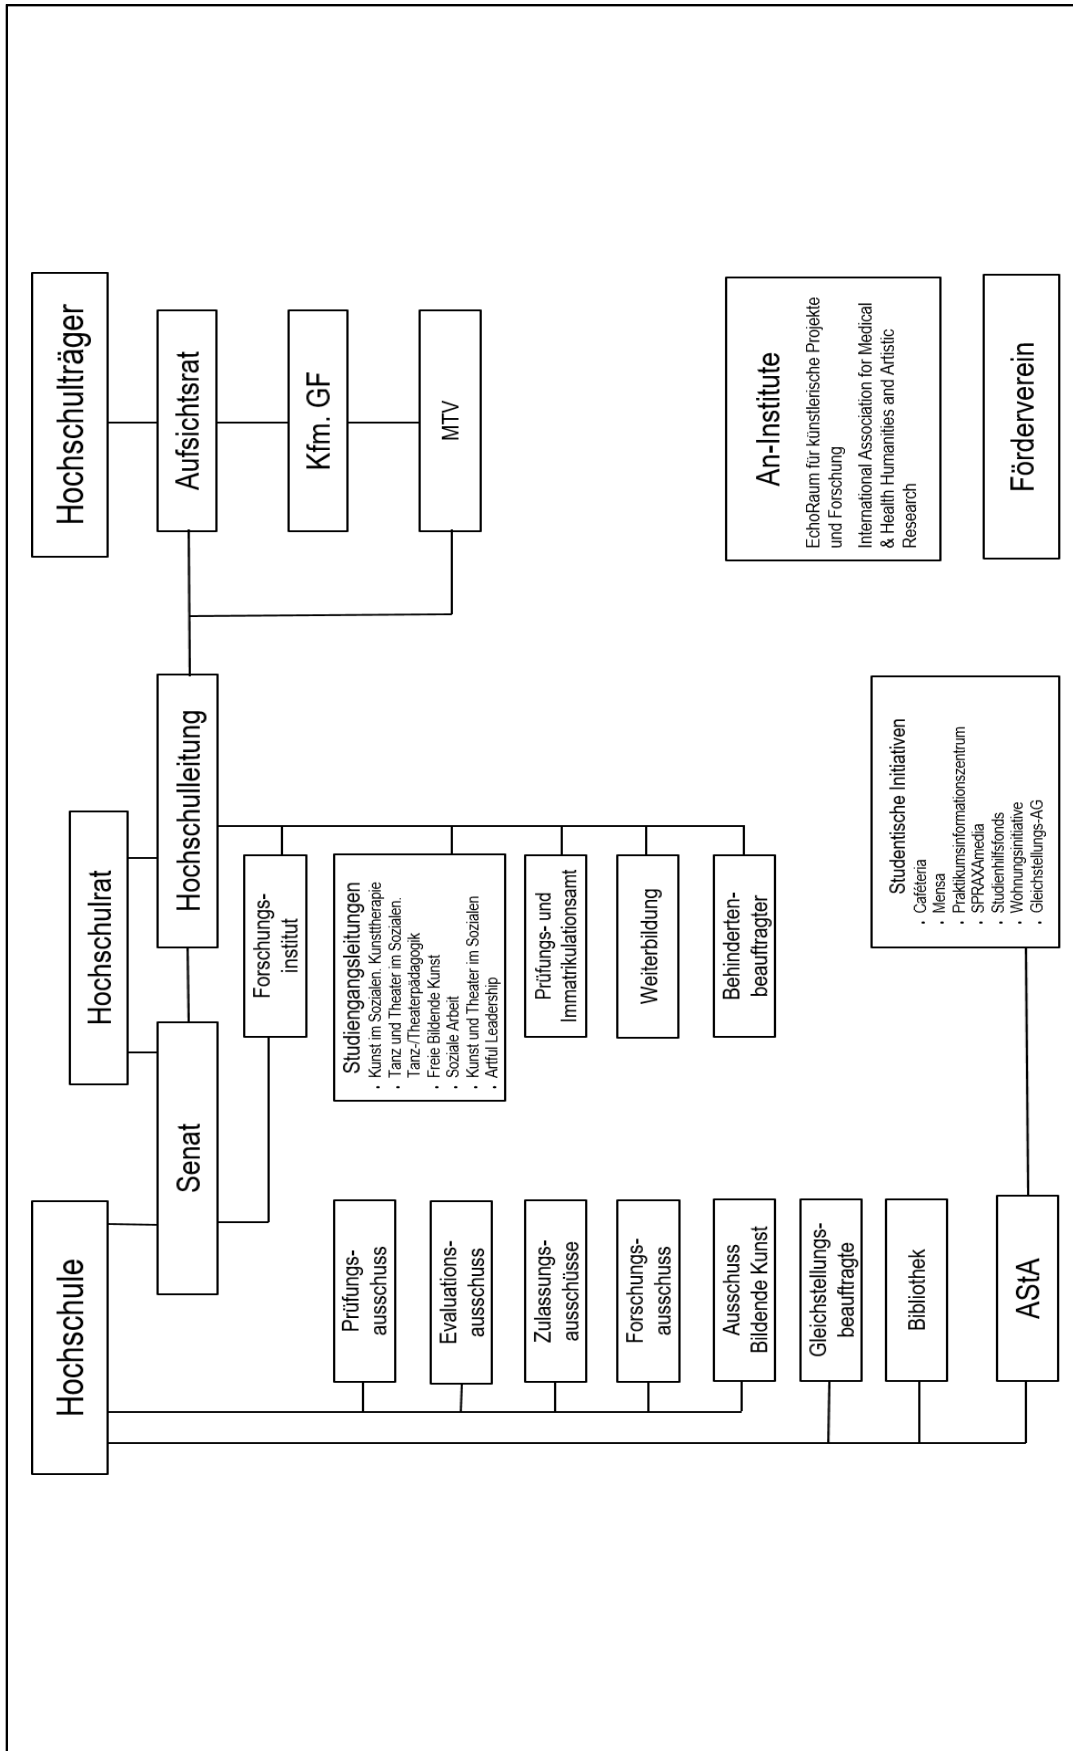 Hochschule
Hochschulträger
Hochschulrat
Senat
Hochschulleitung
Aufsichtsrat
Forschungs-
institut
Kfm. GF
Prüfungs-
ausschuss
Studiengangsleitungen
· Kunst im Sozialen. Kunsttherapie
· Tanz und Theater im Sozialen.
Tanz-/Theaterpädagogik
· Freie Bildende Kunst
· Soziale Arbeit
· Kunst und Theater im Sozialen
· Artful Leadership
MTV
Evaluations-
ausschuss
Zulassungs-
ausschüsse
Prüfungs- und
Immatrikulationsamt
Forschungs-
ausschuss
Weiterbildung
Ausschuss
Bildende Kunst
Behinderten-
beauftragter
An-Institute
EchoRaum für künstlerische Projekte
und Forschung
International Association for Medical
& Health Humanities and Artistic
Research
Gleichstellungs-
beauftragte
Bibliothek
Studentische Initiativen
· Caféteria
· Mensa
· Praktikumsinformationszentrum
· SPRAXAmedia
· Studienhilfsfonds
· Wohnungsinitiative
· Gleichstellungs-AG
AStA
Förderverein